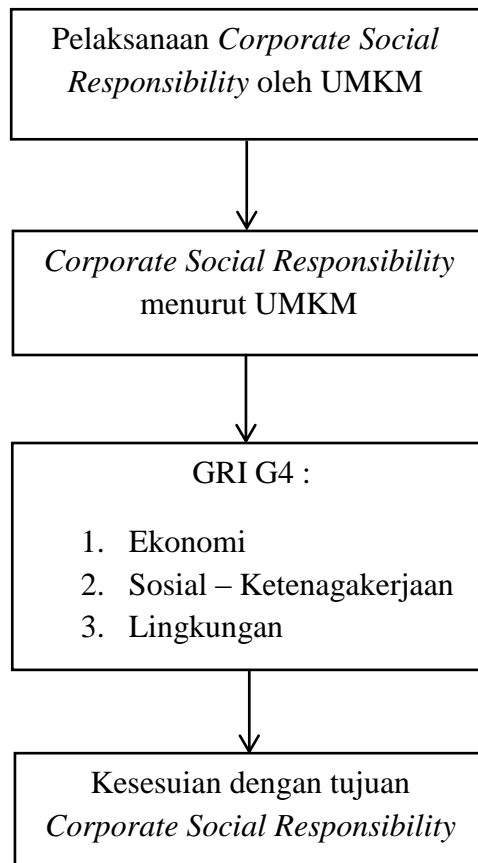 Pelaksanaan Corporate Social
Responsibility oleh UMKM
Corporate Social Responsibility
menurut UMKM
GRI G4 :
1. Ekonomi
2. Sosial – Ketenagakerjaan
3. Lingkungan
Kesesuian dengan tujuan
Corporate Social Responsibility